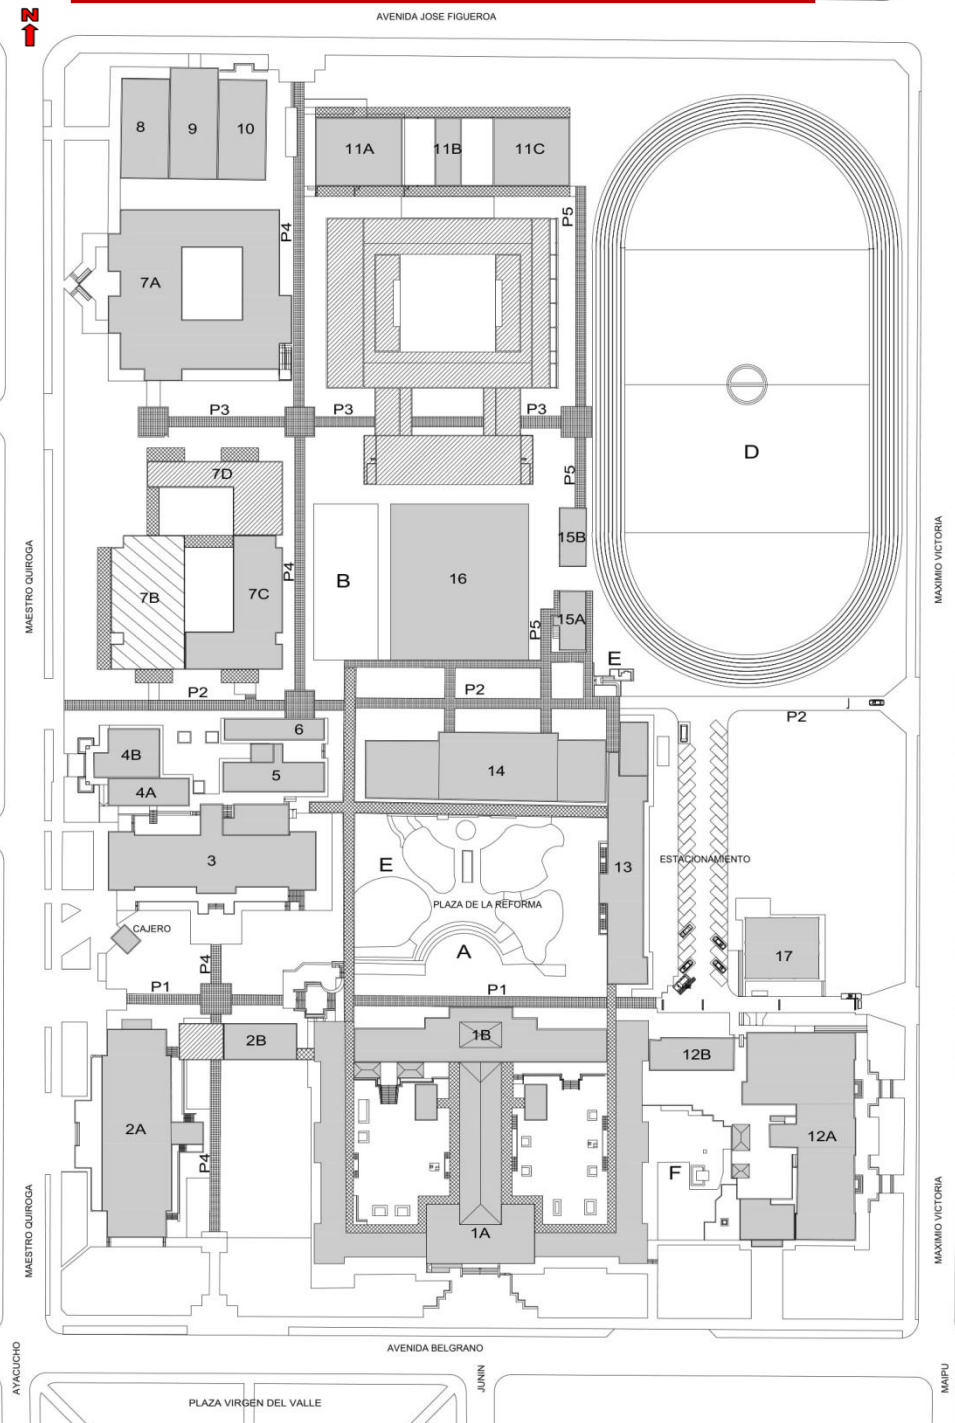 N
AVENIDA JOSE FIGUEROA
8
9
10
11A
11B
11C
P4
P5
7A
P3
P3
P3
D
7D
P5
15B
MAESTRO QUIROGA
MAXIMIO VICTORIA
B
16
7B
7C
P4
15A
P5
E
P2
P2
P2
6
4B
5
14
4A
3
E
13
ESTACIONAMIENTO
PLAZA DE LA REFORMA
CAJERO
A
17
P4
P1
P1
2B
1B
12B
2A
12A
P4
F
MAESTRO QUIROGA
MAXIMIO VICTORIA
1A
AVENIDA BELGRANO
AYACUCHO
JUNIN
MAIPU
PLAZA VIRGEN DEL VALLE